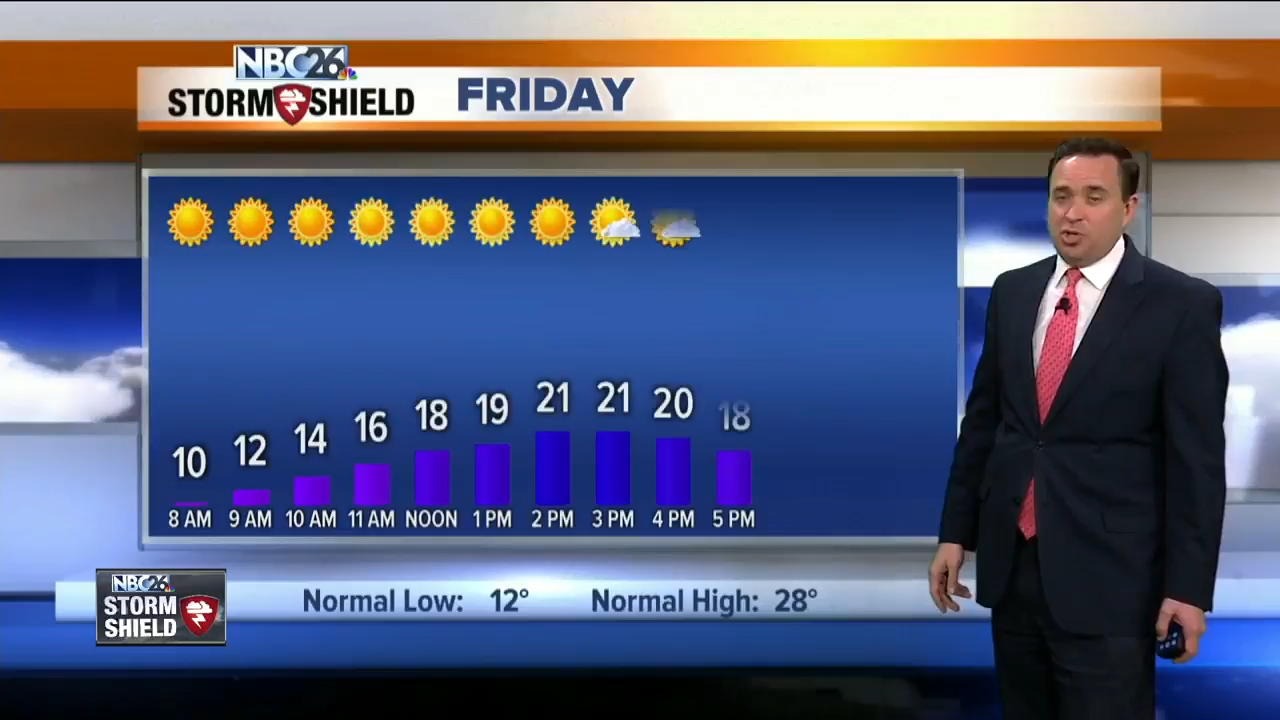 NBC26
STORM SHIELD
FRIDAY
10 12 14 16 18 19 21 21 20 18
8 AM 9 AM 10 AM 11 AM NOON 1 PM 2 PM 3 PM 4 PM 5 PM
NBC26
STORM
SHIELD
Normal Low: 12° Normal High: 28°